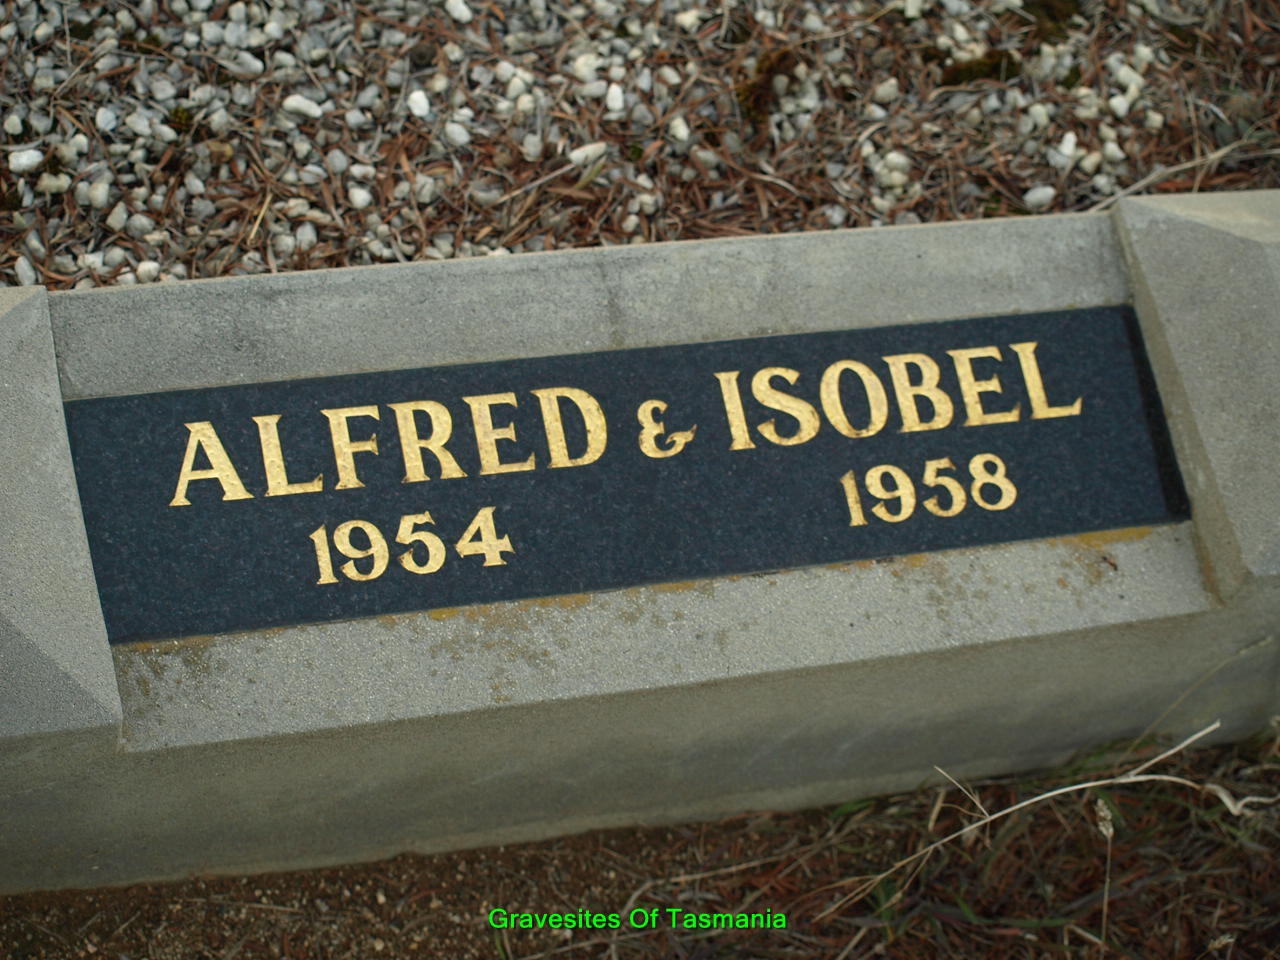 ALFRED & ISOBEL
1954 1958
Gravesites Of Tasmania